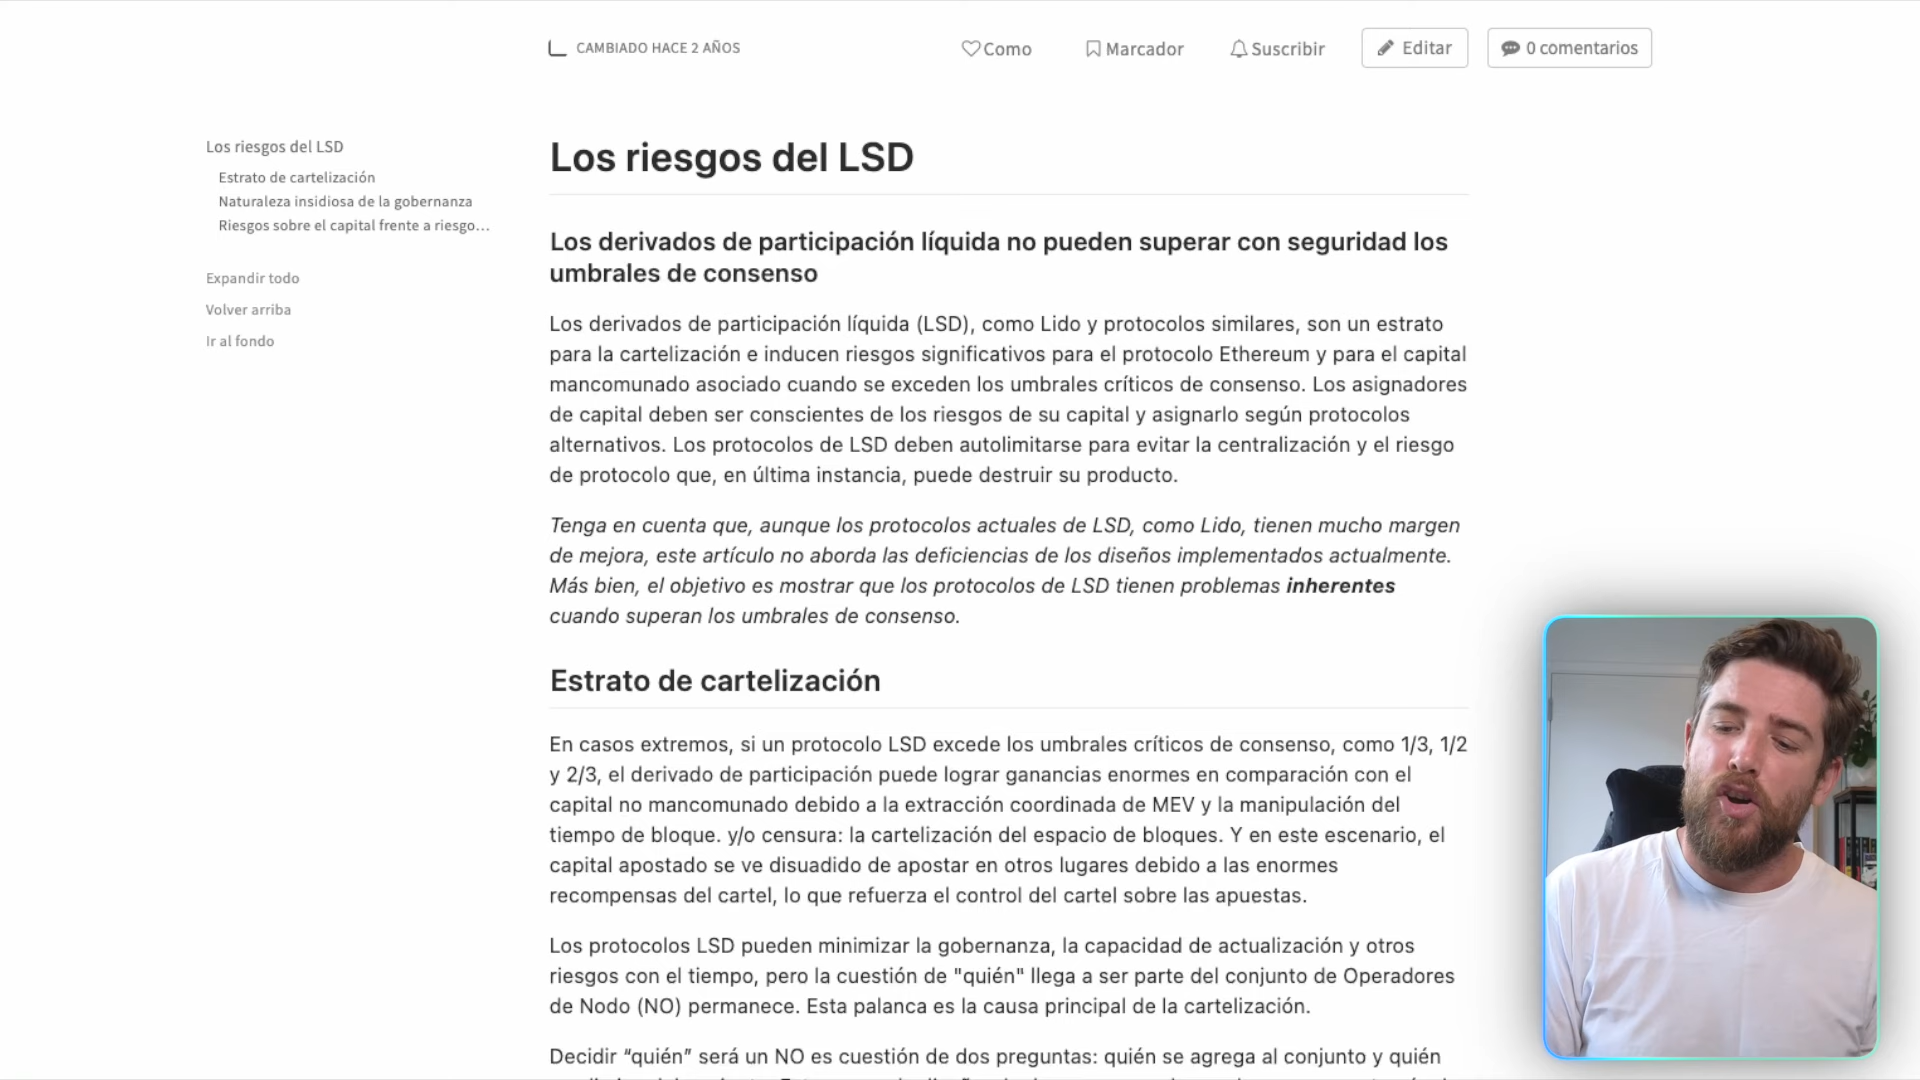 CAMBIADO HACE 2 AÑOS
Como
Marcador
Suscribir
Editar
0 comentarios
Los riesgos del LSD
Estrato de cartelización
Naturaleza insidiosa de la gobernanza
Riesgos sobre el capital frente a riesgo...
Expandir todo
Volver arriba
Ir al fondo
Los riesgos del LSD
Los derivados de participación líquida no pueden superar con seguridad los
umbrales de consenso
Los derivados de participación líquida (LSD), como Lido y protocolos similares, son un estrato
para la cartelización e inducen riesgos significativos para el protocolo Ethereum y para el capital
mancomunado asociado cuando se exceden los umbrales críticos de consenso. Los asignadores
de capital deben ser conscientes de los riesgos de su capital y asignarlo según protocolos
alternativos. Los protocolos de LSD deben autolimitarse para evitar la centralización y el riesgo
de protocolo que, en última instancia, puede destruir su producto.
Tenga en cuenta que, aunque los protocolos actuales de LSD, como Lido, tienen mucho margen
de mejora, este artículo no aborda las deficiencias de los diseños implementados actualmente.
Más bien, el objetivo es mostrar que los protocolos de LSD tienen problemas inherentes
cuando superan los umbrales de consenso.
Estrato de cartelización
En casos extremos, si un protocolo LSD excede los umbrales críticos de consenso, como 1/3, 1/2
y 2/3, el derivado de participación puede lograr ganancias enormes en comparación con el
capital no mancomunado debido a la extracción coordinada de MEV y la manipulación del
tiempo de bloque. y/o censura: la cartelización del espacio de bloques. Y en este escenario, el
capital apostado se ve disuadido de apostar en otros lugares debido a las enormes
recompensas del cartel, lo que refuerza el control del cartel sobre las apuestas.
Los protocolos LSD pueden minimizar la gobernanza, la capacidad de actualización y otros
riesgos con el tiempo, pero la cuestión de "quién" llega a ser parte del conjunto de Operadores
de Nodo (NO) permanece. Esta palanca es la causa principal de la cartelización.
Decidir “quién” será un NO es cuestión de dos preguntas: quién se agrega al conjunto y quién